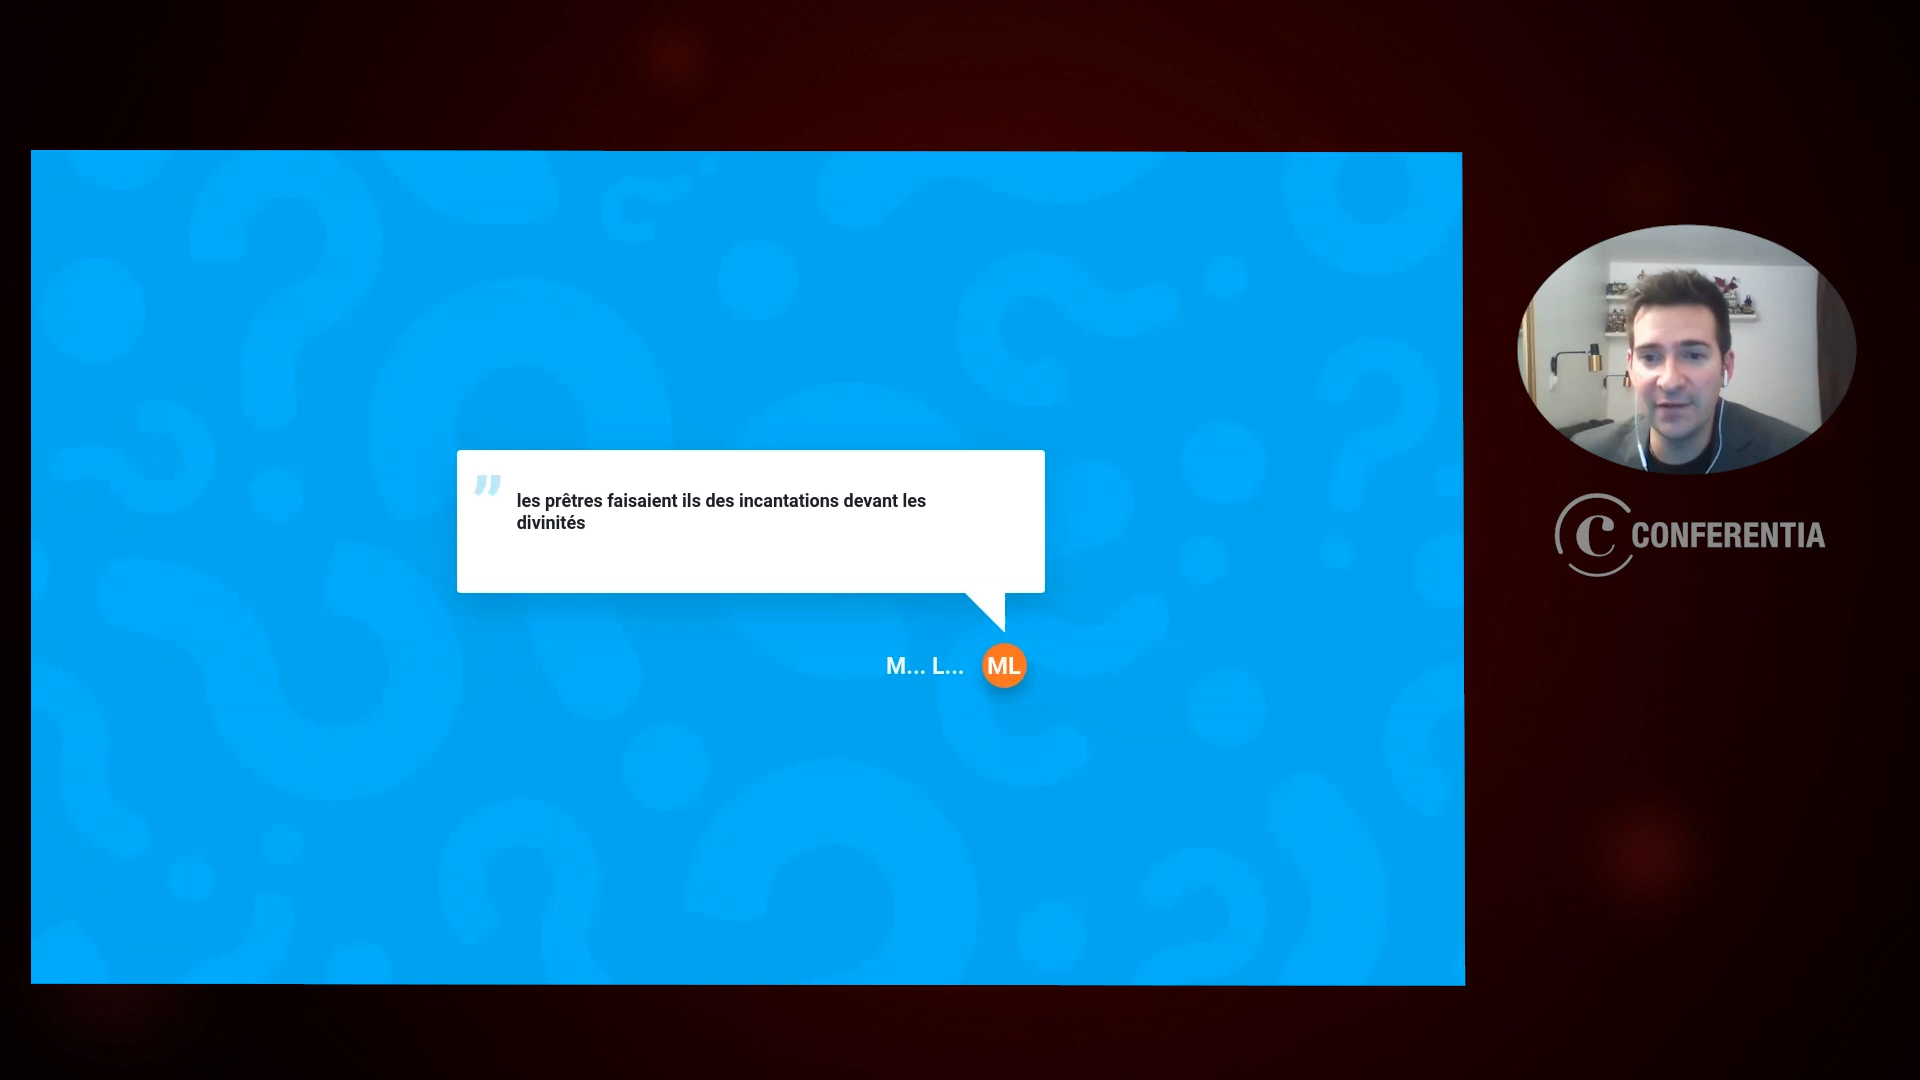 les prêtres faisaient ils des incantations devant les
divinités
M... L...
ML
C CONFERENTIA